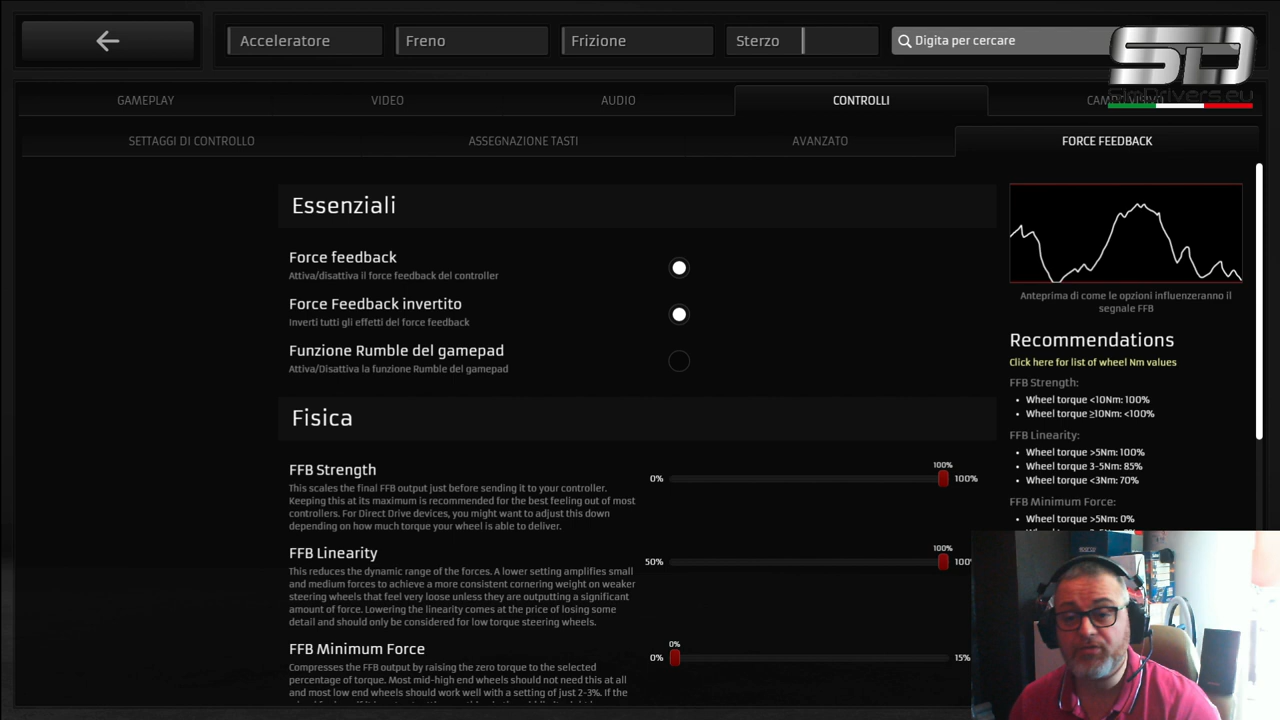 Acceleratore
Freno
Frizione
Sterzo
Digita per cercare
SD
SimDrivers.eu
GAMEPLAY
VIDEO
AUDIO
CONTROLLI
SETTAGGI DI CONTROLLO
ASSEGNAZIONE TASTI
AVANZATO
FORCE FEEDBACK
Essenziali
Force feedback
Attiva/disattiva il force feedback del controller
Force Feedback invertito
Inverti tutti gli effetti del force feedback
Funzione Rumble del gamepad
Attiva/Disattiva la funzione Rumble del gamepad
Fisica
FFB Strength
This scales the final FFB output just before sending it to your controller.
Keeping this at its maximum is recommended for the best feeling out of most
controllers. For Direct Drive devices, you might want to adjust this down
depending on how much torque your wheel is able to deliver.
0%
100%
100%
FFB Linearity
This reduces the dynamic range of the forces. A lower setting amplifies small
and medium forces to achieve a more consistent cornering weight on weaker
steering wheels that feel very loose unless they are outputting a significant
amount of force. Lowering the linearity comes at the price of losing some
detail and should only be considered for low torque steering wheels.
50%
100%
100%
FFB Minimum Force
Compresses the FFB output by raising the zero torque to the selected
percentage of torque. Most mid-high end wheels should not need this at all
and most low end wheels should work well with a setting of just 2-3%. If the
0%
0%
15%
Anteprima di come le opzioni influenzeranno il
segnale FFB
Recommendations
Click here for list of wheel Nm values
FFB Strength:
• Wheel torque <10Nm: 100%
• Wheel torque ≥10Nm: <100%
FFB Linearity:
• Wheel torque >5Nm: 100%
• Wheel torque 3-5Nm: 85%
• Wheel torque <3Nm: 70%
FFB Minimum Force:
• Wheel torque >5Nm: 0%